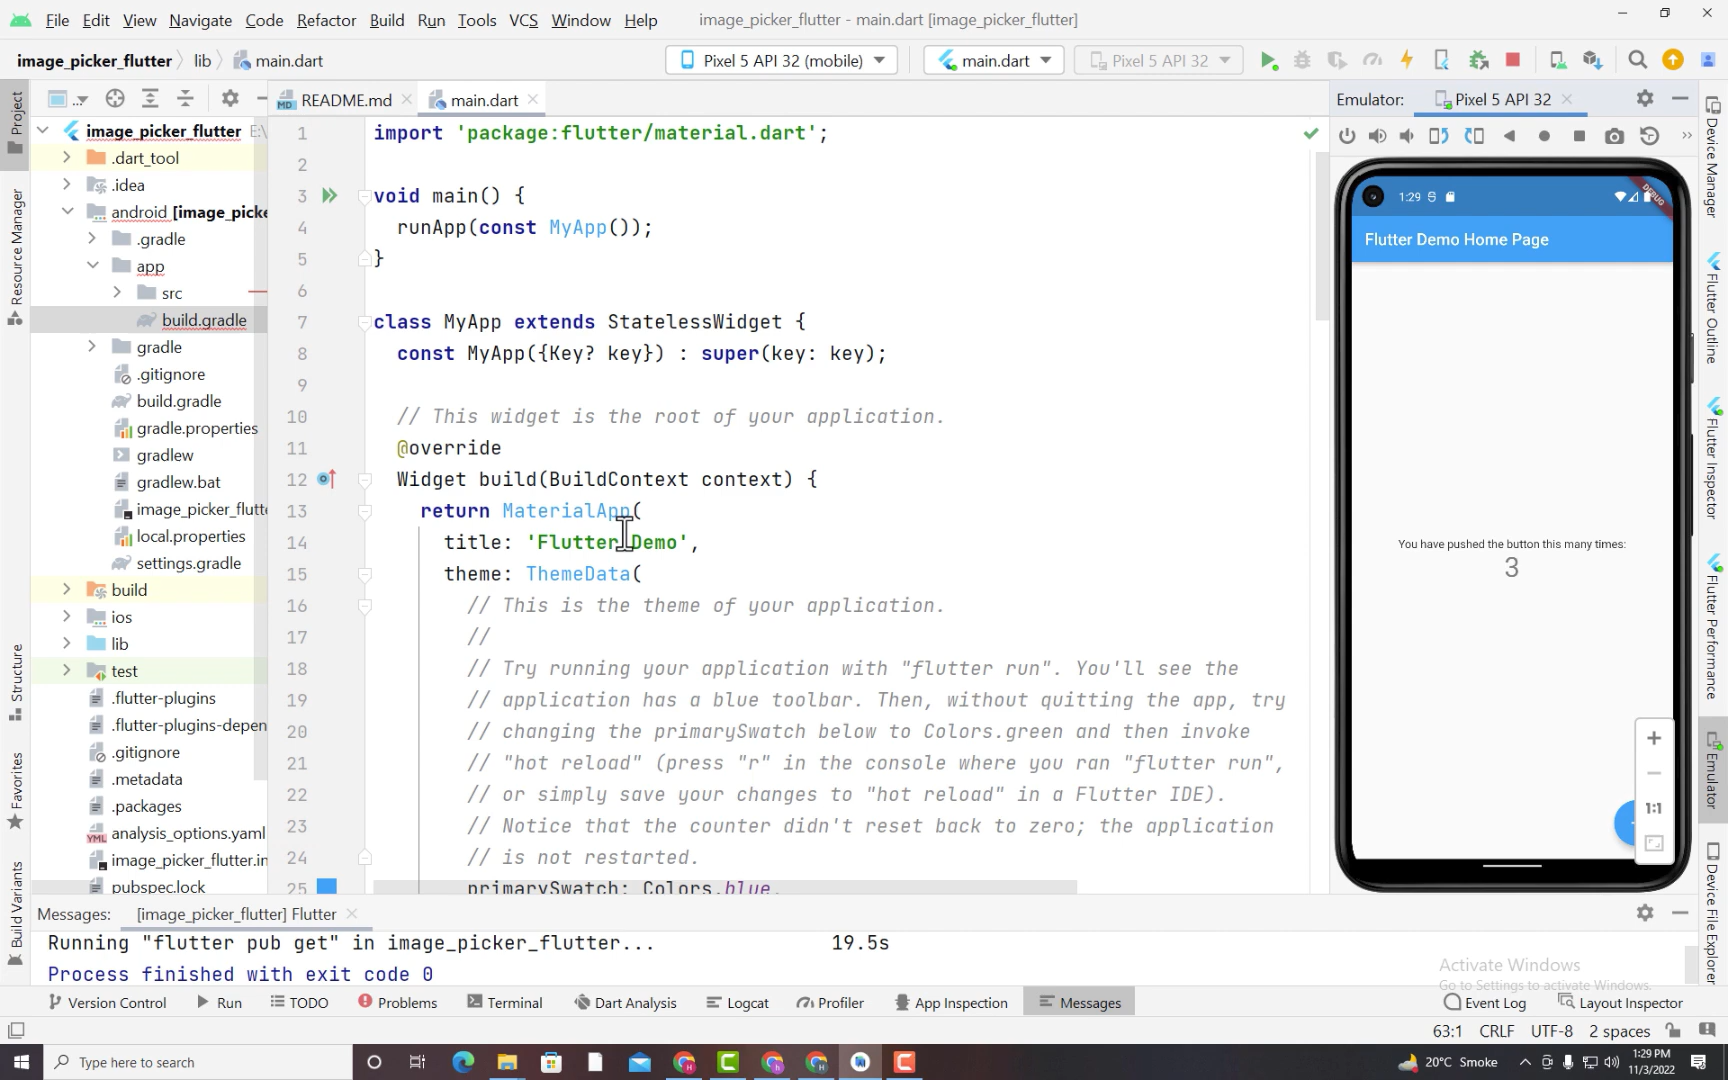 File Edit View Navigate Code Refactor Build Run Tools VCS Window Help image_picker_flutter - main.dart [image_picker_flutter]
image_picker_flutter lib main.dart Pixel 5 API 32 (mobile) main.dart Pixel 5 API 32
README.md main.dart Emulator: Pixel 5 API 32
Project
Resource Manager
Structure
Favorites
Build Variants
image_picker_flutter E:\
.dart_tool
.idea
android [image_picke
.gradle
app
src
build.gradle
gradle
.gitignore
build.gradle
gradle.properties
gradlew
gradlew.bat
image_picker_flutte
local.properties
settings.gradle
build
ios
lib
test
.flutter-plugins
.flutter-plugins-depen
.gitignore
.metadata
.packages
analysis_options.yaml
image_picker_flutter.in
pubspec.lock
1 import 'package:flutter/material.dart';
2
3 void main() {
4 runApp(const MyApp());
5 }
6
7 class MyApp extends StatelessWidget {
8 const MyApp({Key? key}) : super(key: key);
9
10 // This widget is the root of your application.
11 @override
12 Widget build(BuildContext context) {
13 return MaterialApp(
14 title: 'Flutter Demo',
15 theme: ThemeData(
16 // This is the theme of your application.
17 //
18 // Try running your application with "flutter run". You'll see the
19 // application has a blue toolbar. Then, without quitting the app, try
20 // changing the primarySwatch below to Colors.green and then invoke
21 // "hot reload" (press "r" in the console where you ran "flutter run",
22 // or simply save your changes to "hot reload" in a Flutter IDE).
23 // Notice that the counter didn't reset back to zero; the application
24 // is not restarted.
25 primarySwatch: Colors.blue,
1:29
DEBUG
Flutter Demo Home Page
You have pushed the button this many times:
3
1:1
Device Manager
Flutter Outline
Flutter Inspector
Flutter Performance
Emulator
Device File Explorer
Messages: [image_picker_flutter] Flutter
Running "flutter pub get" in image_picker_flutter... 19.5s
Process finished with exit code 0
Activate Windows
Go to Settings to activate Windows.
Version Control Run TODO Problems Terminal Dart Analysis Logcat Profiler App Inspection Messages Event Log Layout Inspector
63:1 CRLF UTF-8 2 spaces
Type here to search 20°C Smoke 1:29 PM
11/3/2022